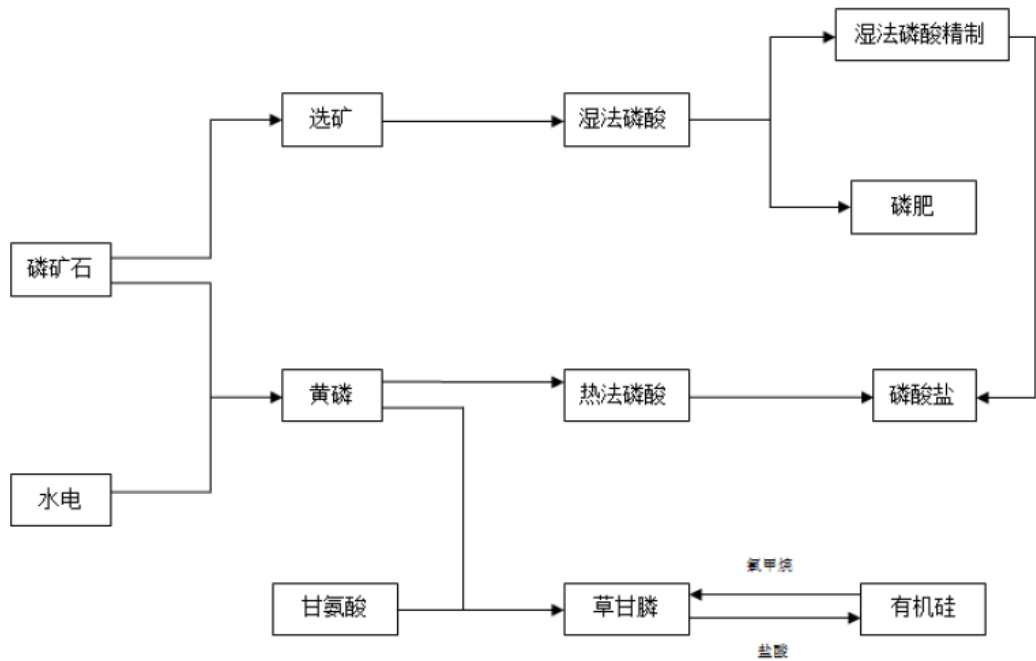 湿法磷酸精制
选矿
湿法磷酸
磷肥
磷矿石
黄磷
热法磷酸
磷酸盐
水电
氯甲烷
甘氨酸
草甘膦
有机硅
盐酸